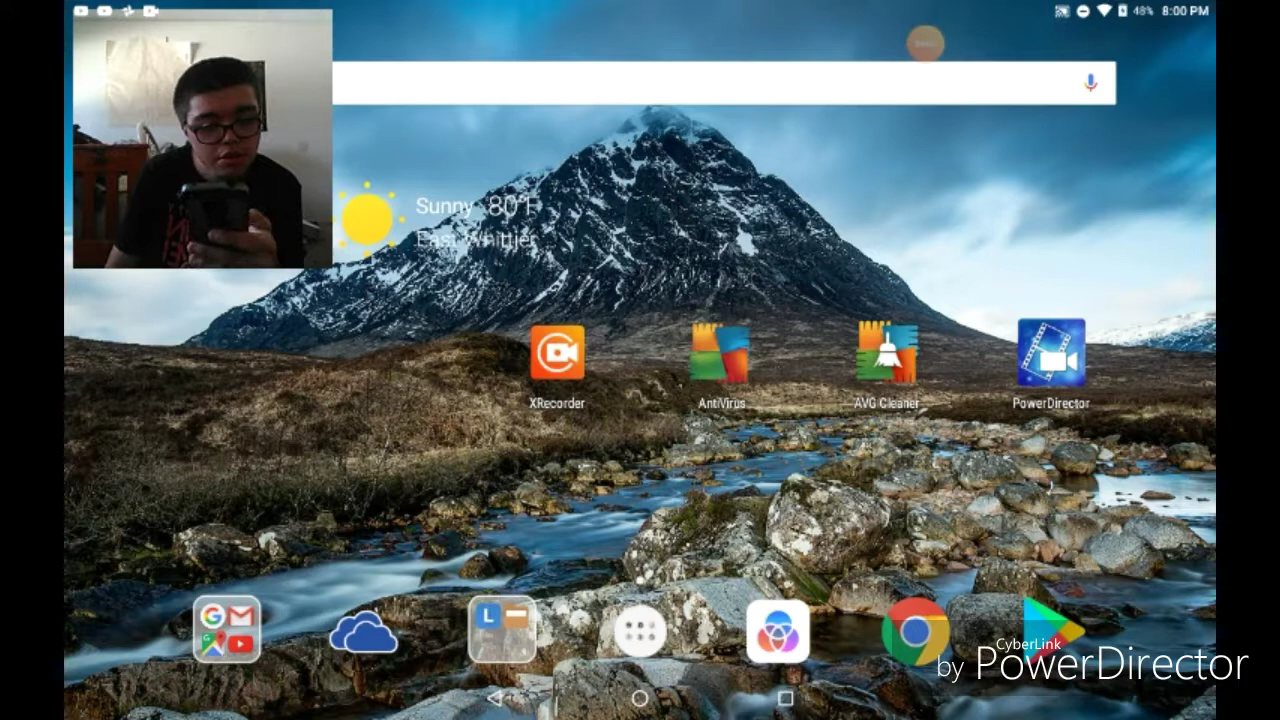 48% 8:00 PM
Sunny 80°F
East Whittier
XRecorder
AntiVirus
AVG Cleaner
PowerDirector
G
L
CyberLink
by PowerDirector